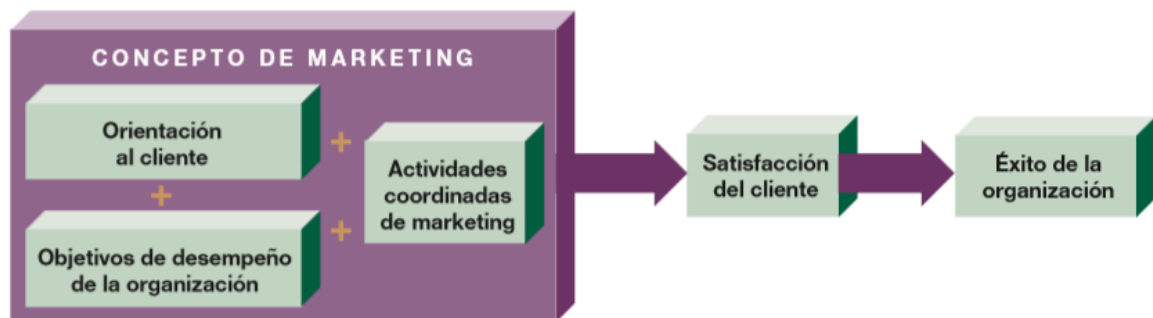 CONCEPTO DE MARKETING
Orientación
al cliente
+
+
Objetivos de desempeño
de la organización
+
Actividades
coordinadas
de marketing
Satisfacción
del cliente
Éxito de la
organización